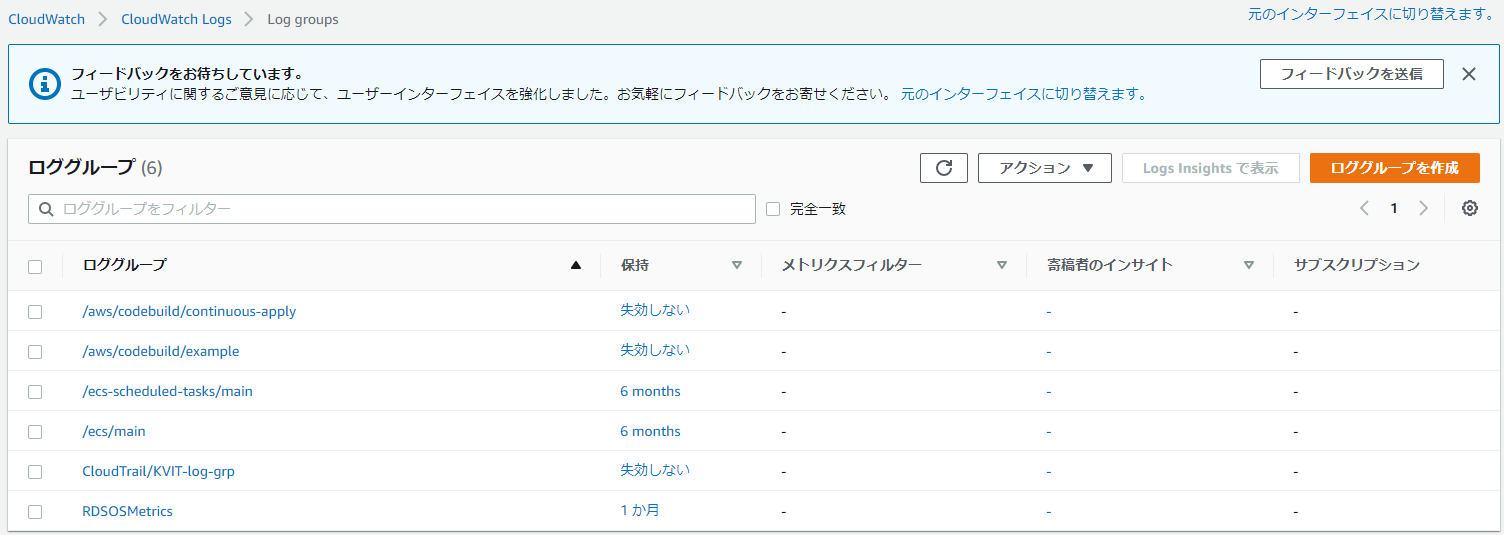 CloudWatch > CloudWatch Logs > Log groups 元のインターフェイスに切り替えます。
フィードバックをお待ちしています。
ユーザビリティに関するご意見に応じて、ユーザーインターフェイスを強化しました。お気軽にフィードバックをお寄せください。 元のインターフェイスに切り替えます。
フィードバックを送信
ロググループ (6) アクション Logs Insights で表示 ロググループを作成
ロググループをフィルター 完全一致 1
ロググループ 保持 メトリクスフィルター 寄稿者のインサイト サブスクリプション
/aws/codebuild/continuous-apply 失効しない - - -
/aws/codebuild/example 失効しない - - -
/ecs-scheduled-tasks/main 6 months - - -
/ecs/main 6 months - - -
CloudTrail/KVIT-log-grp 失効しない - - -
RDSOSMetrics 1 か月 - - -